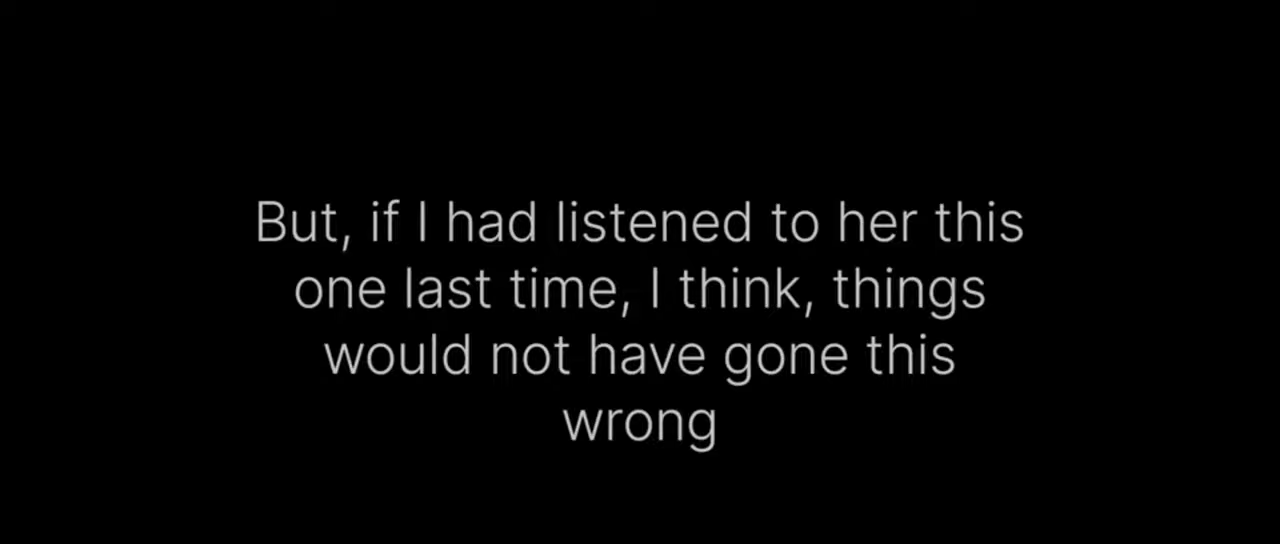 But, if I had listened to her this
one last time, I think, things
would not have gone this
wrong